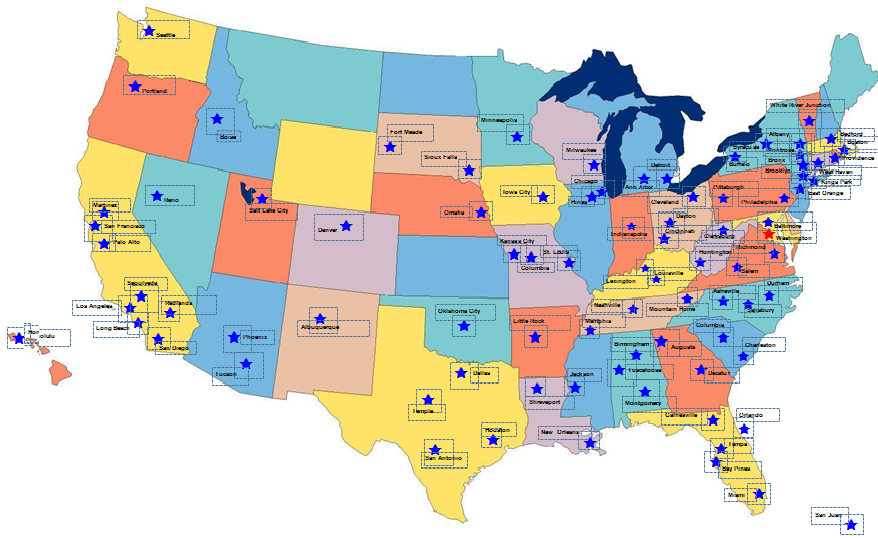 Seattle
Portland
Boise
Fort Meade
Sioux Falls
Minneapolis
Milwaukee
Chicago
Hines
Detroit
Ann Arbor
White River Junction
Albany
Bedford
Boston
Syracuse
Montrose
Providence
Buffalo
Bronx
West Haven
Brooklyn
Kings Park
East Orange
Pittsburgh
Philadelphia
Cleveland
Dayton
Cincinnati
Clarksburg
Baltimore
Washington
Richmond
Indianapolis
Huntington
Salem
Lexington
Louisville
Martinez
San Francisco
Palo Alto
Reno
Salt Lake City
Denver
Omaha
Iowa City
Kansas City
St. Louis
Columbia
Sepulveda
Los Angeles
Redlands
Long Beach
San Diego
Phoenix
Tucson
Albuquerque
Oklahoma City
Little Rock
Nashville
Memphis
Mountain Home
Asheville
Durham
Salisbury
Columbia
Charleston
Augusta
Decatur
Birmingham
Tuscaloosa
Montgomery
Jackson
Shreveport
New Orleans
Dallas
Temple
Houston
San Antonio
Gainesville
Orlando
Tampa
Bay Pines
Miami
San Juan
Hon
olulu